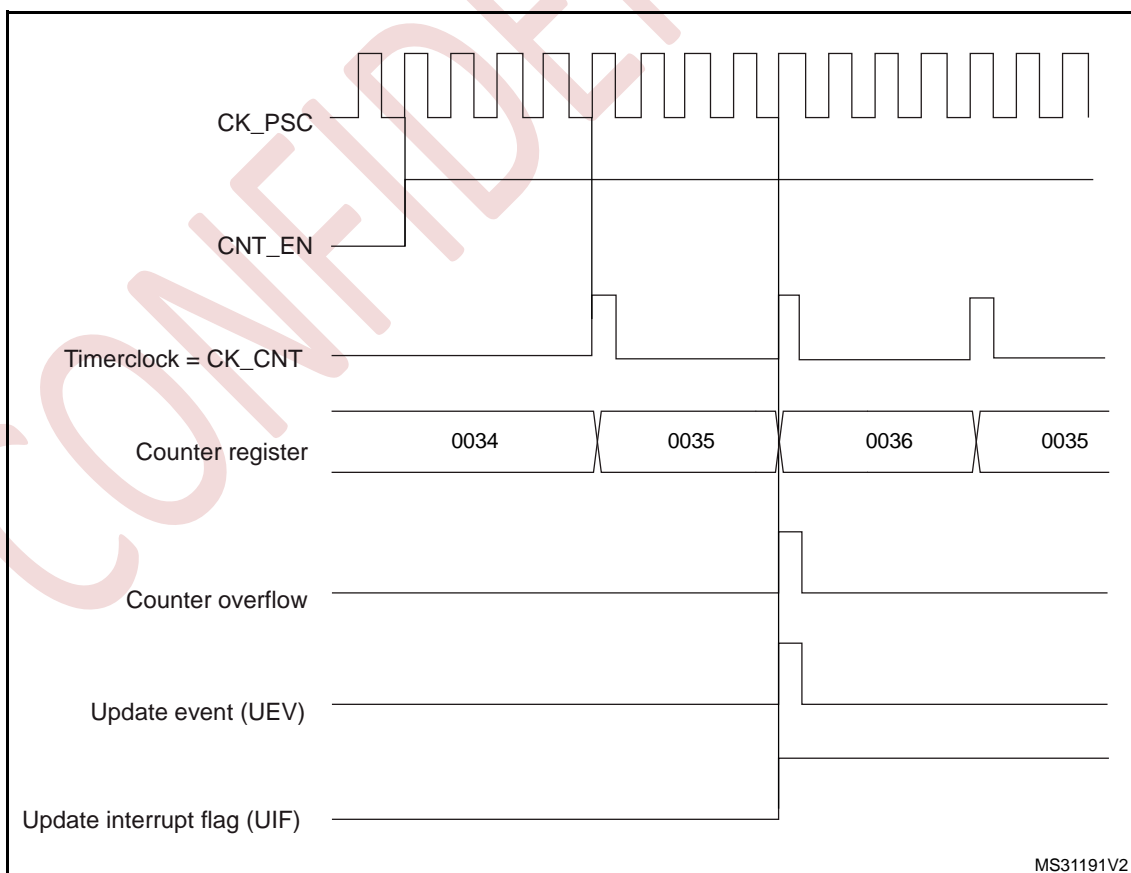 CK_PSC
CNT_EN
Timerclock = CK_CNT
Counter register 0034 0035 0036 0035
Counter overflow
Update event (UEV)
Update interrupt flag (UIF)
MS31191V2